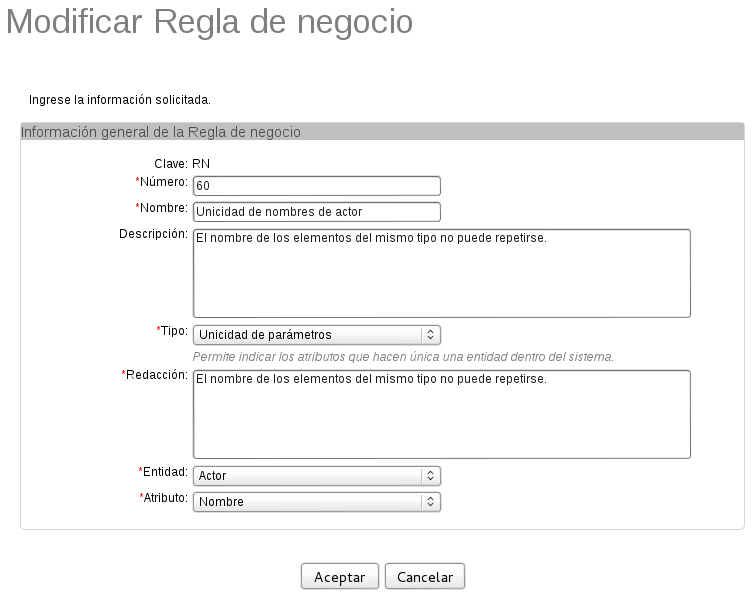 Modificar Regla de negocio
Ingrese la información solicitada.
Información general de la Regla de negocio
Clave: RN
*Número: 60
*Nombre: Unicidad de nombres de actor
Descripción: El nombre de los elementos del mismo tipo no puede repetirse.
*Tipo: Unicidad de parámetros
Permite indicar los atributos que hacen única una entidad dentro del sistema.
*Redacción: El nombre de los elementos del mismo tipo no puede repetirse.
*Entidad: Actor
*Atributo: Nombre
Aceptar Cancelar